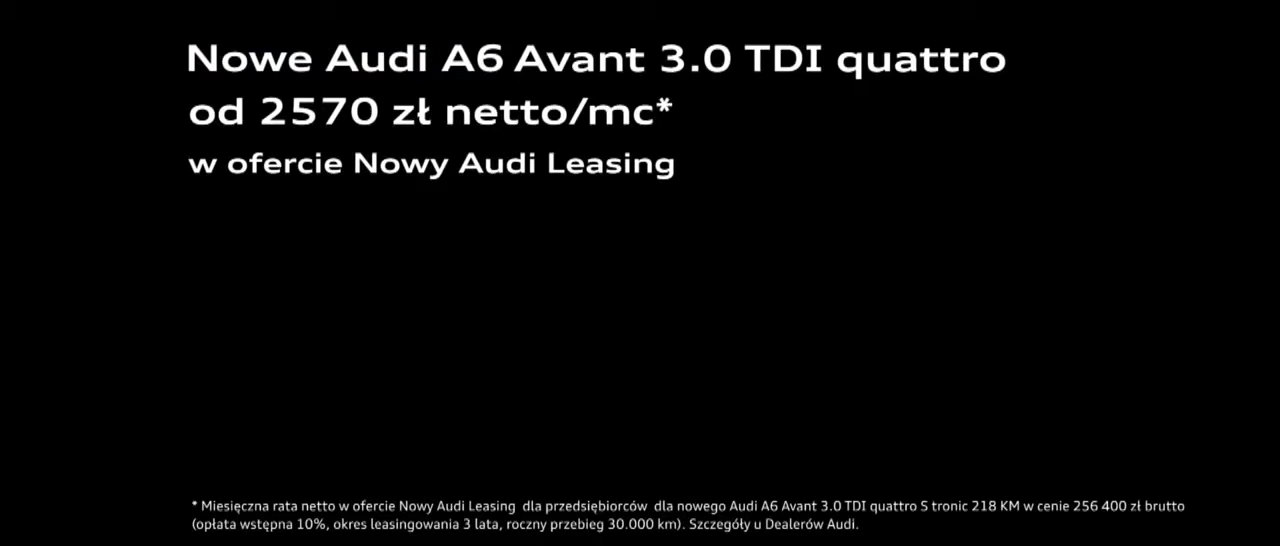 Nowe Audi A6 Avant 3.0 TDI quattro
od 2570 zł netto/mc*
w ofercie Nowy Audi Leasing
* Miesięczna rata netto w ofercie Nowy Audi Leasing dla przedsiębiorców dla nowego Audi A6 Avant 3.0 TDI quattro S tronic 218 KM w cenie 256 400 zł brutto
(opłata wstępna 10%, okres leasingowania 3 lata, roczny przebieg 30.000 km). Szczegóły u Dealerów Audi.